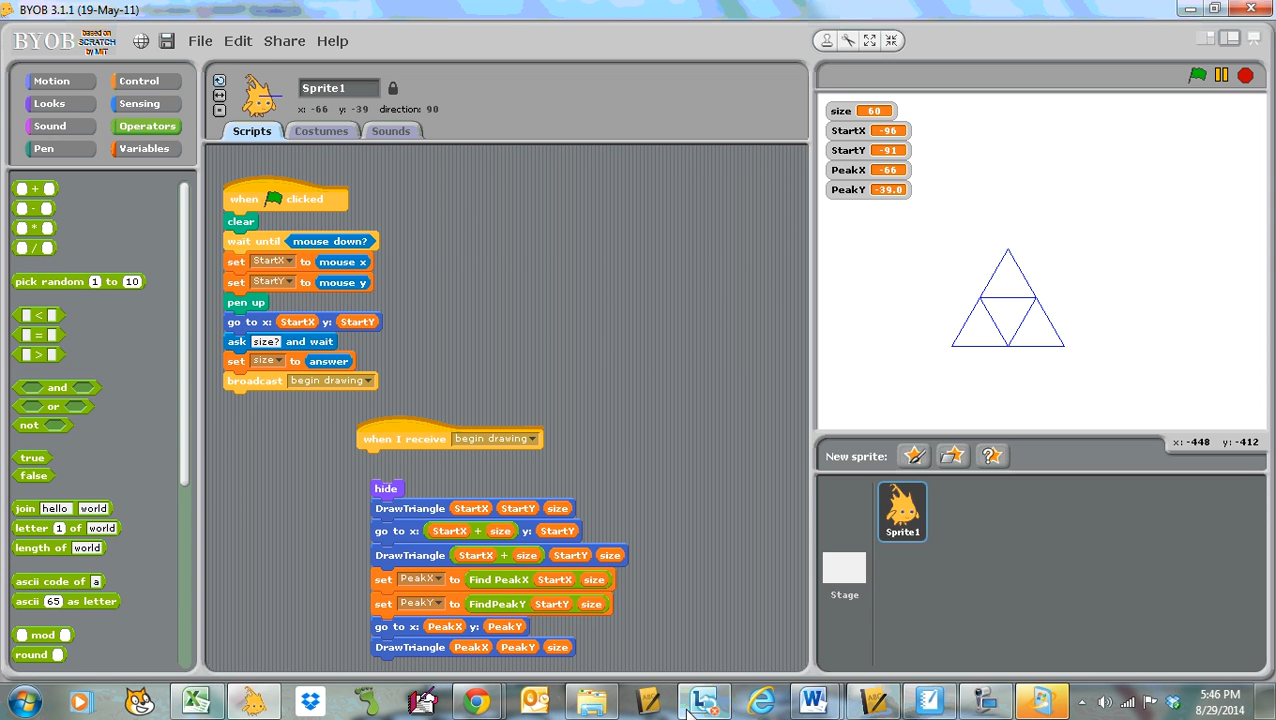 BYOB 3.1.1 (19-May-11)
BYOB based on SCRATCH by MIT File Edit Share Help
Motion Control
Looks Sensing
Sound Operators
Pen Variables
+
-
*
/
pick random 1 to 10
<
=
>
and
or
not
true
false
join hello world
letter 1 of world
length of world
ascii code of a
ascii 65 as letter
mod
round
Sprite1
x: -66 y: -39 direction: 90
Scripts Costumes Sounds
when clicked
clear
wait until mouse down?
set StartX to mouse x
set StartY to mouse y
pen up
go to x: StartX y: StartY
ask size? and wait
set size to answer
broadcast begin drawing
when I receive begin drawing
hide
DrawTriangle StartX StartY size
go to x: StartX + size y: StartY
DrawTriangle StartX + size StartY size
set PeakX to Find PeakX StartX size
set PeakY to FindPeakY StartY size
go to x: PeakX y: PeakY
DrawTriangle PeakX PeakY size
size 60
StartX -96
StartY -91
PeakX -66
PeakY -39.0
x: -448 y: -412
New sprite:
Sprite1
Stage
5:46 PM
8/29/2014